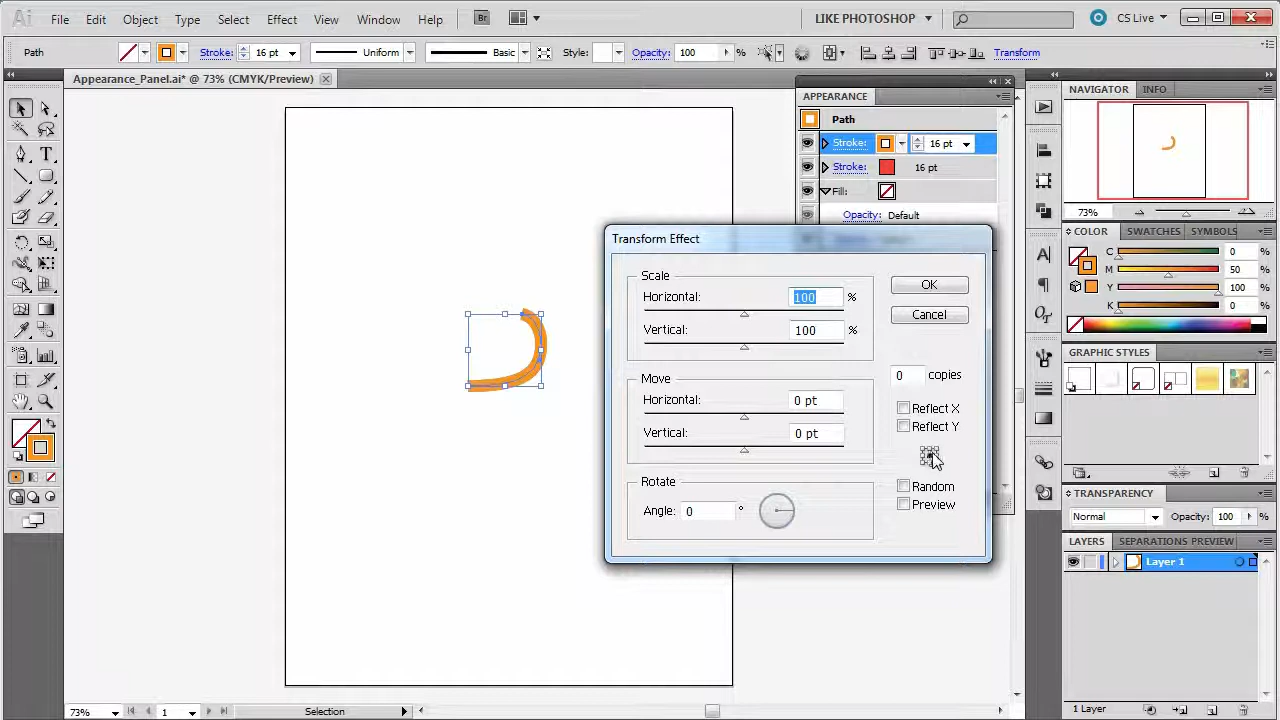 Ai File Edit Object Type Select Effect View Window Help Br LIKE PHOTOSHOP CS Live
Path Stroke: 16 pt Uniform Basic Style: Opacity: 100 % Transform
Appearance_Panel.ai* @ 73% (CMYK/Preview)
APPEARANCE
Path
Stroke: 16 pt
Stroke: 16 pt
Fill:
Opacity: Default
Transform Effect
Scale
Horizontal: 100 %
Vertical: 100 %
Move
Horizontal: 0 pt
Vertical: 0 pt
Rotate
Angle: 0 °
OK
Cancel
0 copies
Reflect X
Reflect Y
Random
Preview
NAVIGATOR INFO
73%
COLOR SWATCHES SYMBOLS
C 0 %
M 50 %
Y 100 %
K 0 %
GRAPHIC STYLES
TRANSPARENCY
Normal Opacity: 100 %
LAYERS SEPARATIONS PREVIEW
Layer 1
1 Layer
73% 1 Selection